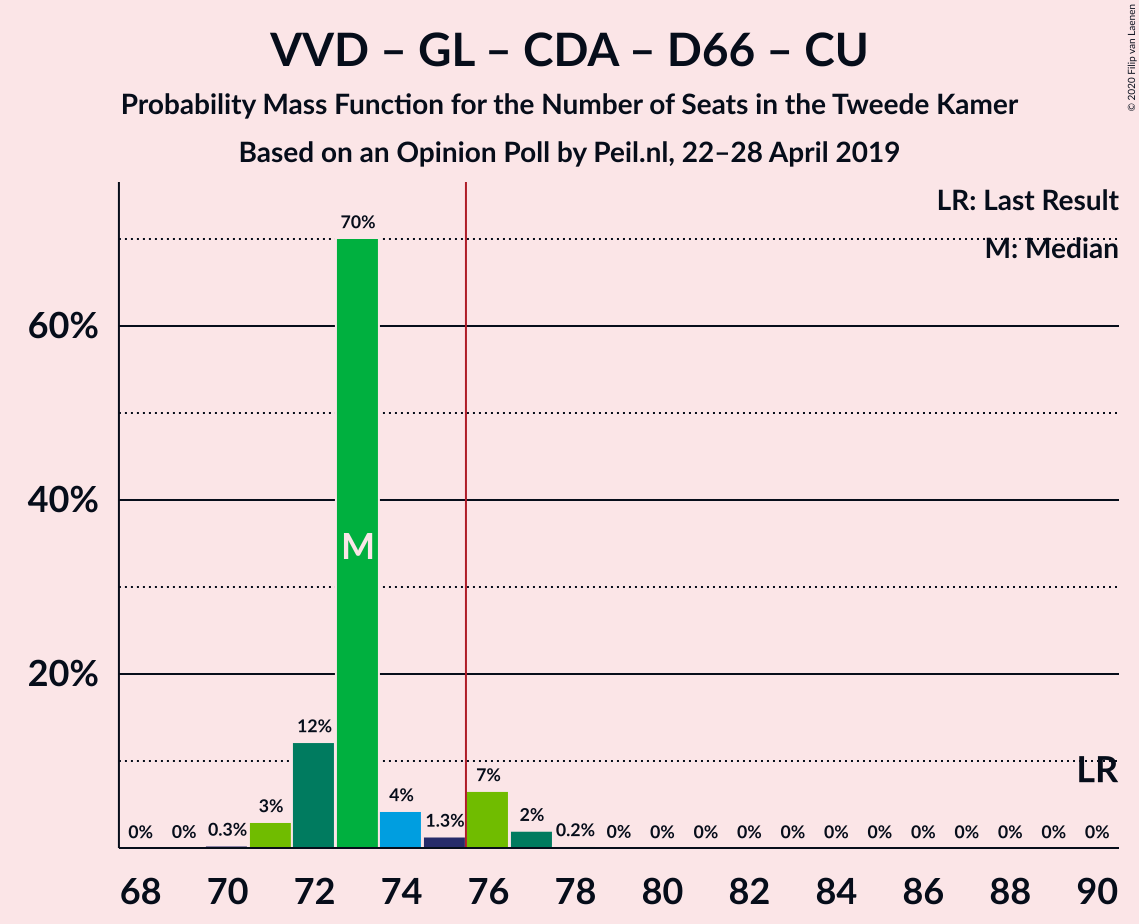 VVD – GL – CDA – D66 – CU
Probability Mass Function for the Number of Seats in the Tweede Kamer
Based on an Opinion Poll by Peil.nl, 22–28 April 2019
© 2020 Filip van Laenen
LR: Last Result
M: Median
60%
40%
20%
0% 0% 0.3% 3% 12% 70% 4% 1.3% 7% 2% 0.2% 0% 0% 0% 0% 0% 0% 0% 0% 0% 0% 0% 0%
M
LR
68 70 72 74 76 78 80 82 84 86 88 90